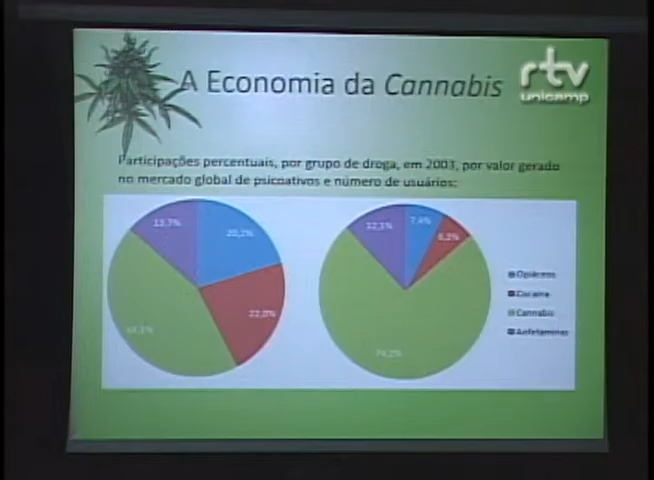 A Economia da Cannabis
rtv
unicamp
Participações percentuais, por grupo de droga, em 2003, por valor gerado
no mercado global de psicoativos e número de usuários:
13,7%
20,2%
22,0%
7,4%
6,2%
12,1%
74,2%
Opiáceos
Cocaína
Cannabis
Anfetaminas